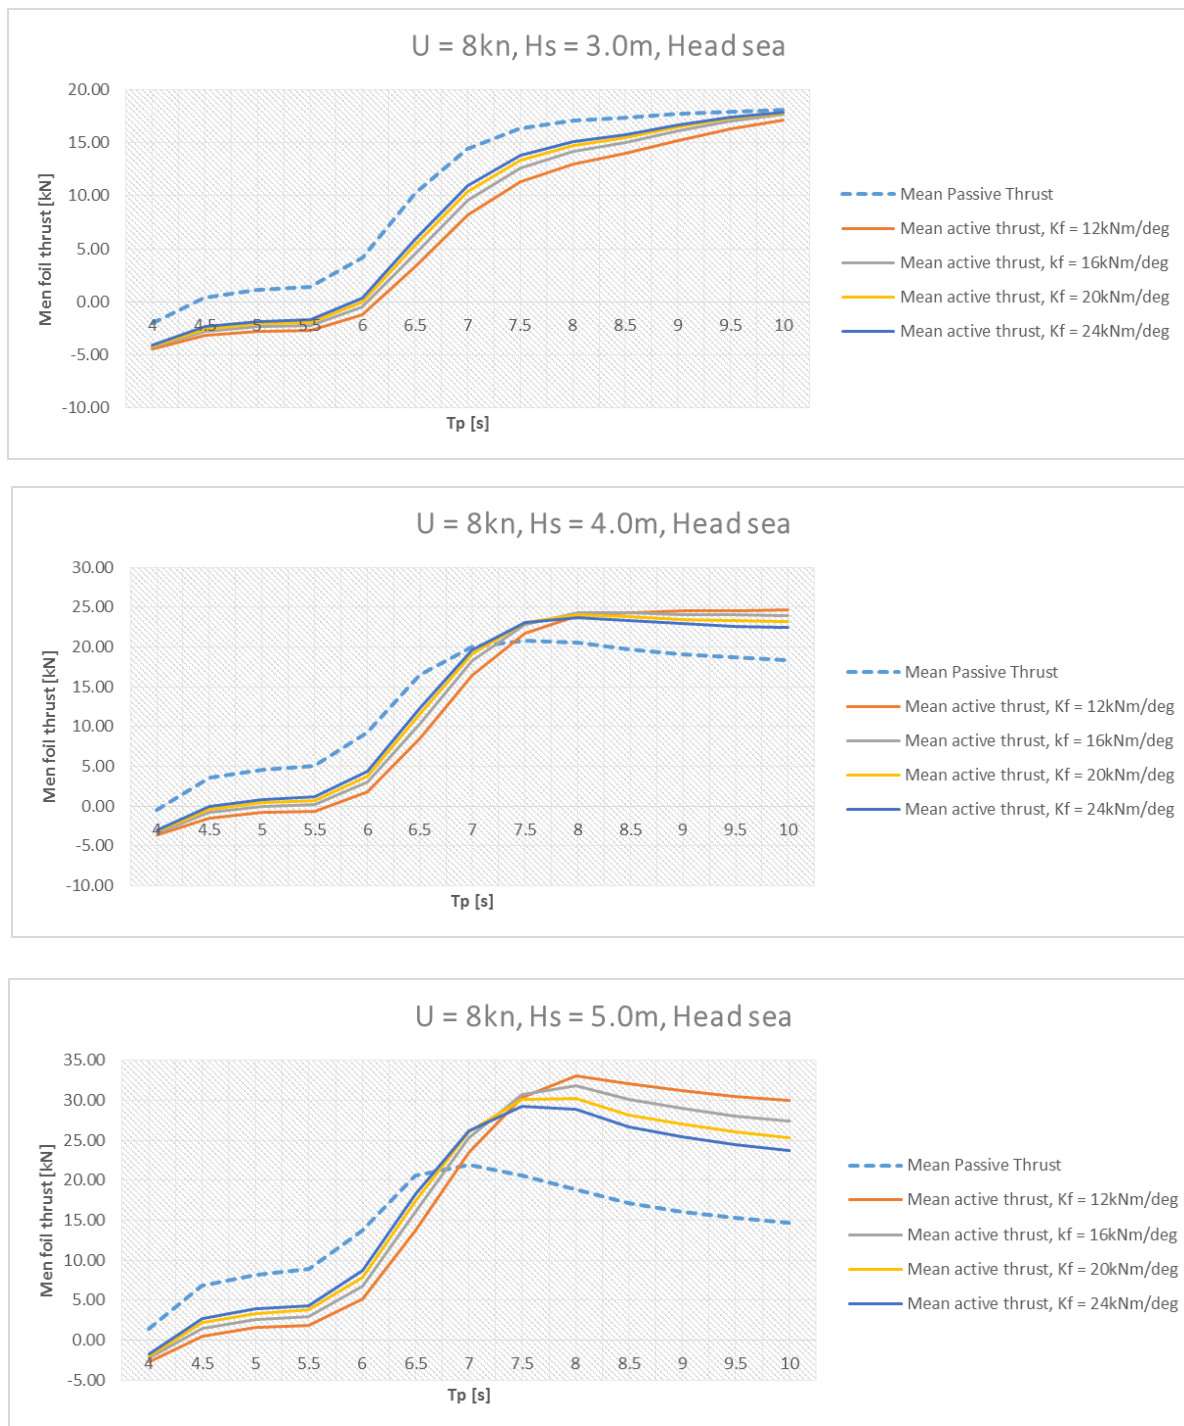 U = 8kn, Hs = 3.0m, Head sea
20.00
15.00
10.00
5.00
0.00
-5.00
-10.00
Men foil thrust [kN]
4 4.5 5 5.5 6 6.5 7 7.5 8 8.5 9 9.5 10
Tp [s]
Mean Passive Thrust
Mean active thrust, Kf = 12kNm/deg
Mean active thrust, kf = 16kNm/deg
Mean active thrust, Kf = 20kNm/deg
Mean active thrust, Kf = 24kNm/deg
U = 8kn, Hs = 4.0m, Head sea
30.00
25.00
20.00
15.00
10.00
5.00
0.00
-5.00
-10.00
Men foil thrust [kN]
4 4.5 5 5.5 6 6.5 7 7.5 8 8.5 9 9.5 10
Tp [s]
Mean Passive Thrust
Mean active thrust, Kf = 12kNm/deg
Mean active thrust, kf = 16kNm/deg
Mean active thrust, Kf = 20kNm/deg
Mean active thrust, Kf = 24kNm/deg
U = 8kn, Hs = 5.0m, Head sea
35.00
30.00
25.00
20.00
15.00
10.00
5.00
0.00
-5.00
Men foil thrust [kN]
4 4.5 5 5.5 6 6.5 7 7.5 8 8.5 9 9.5 10
Tp [s]
Mean Passive Thrust
Mean active thrust, Kf = 12kNm/deg
Mean active thrust, kf = 16kNm/deg
Mean active thrust, Kf = 20kNm/deg
Mean active thrust, Kf = 24kNm/deg